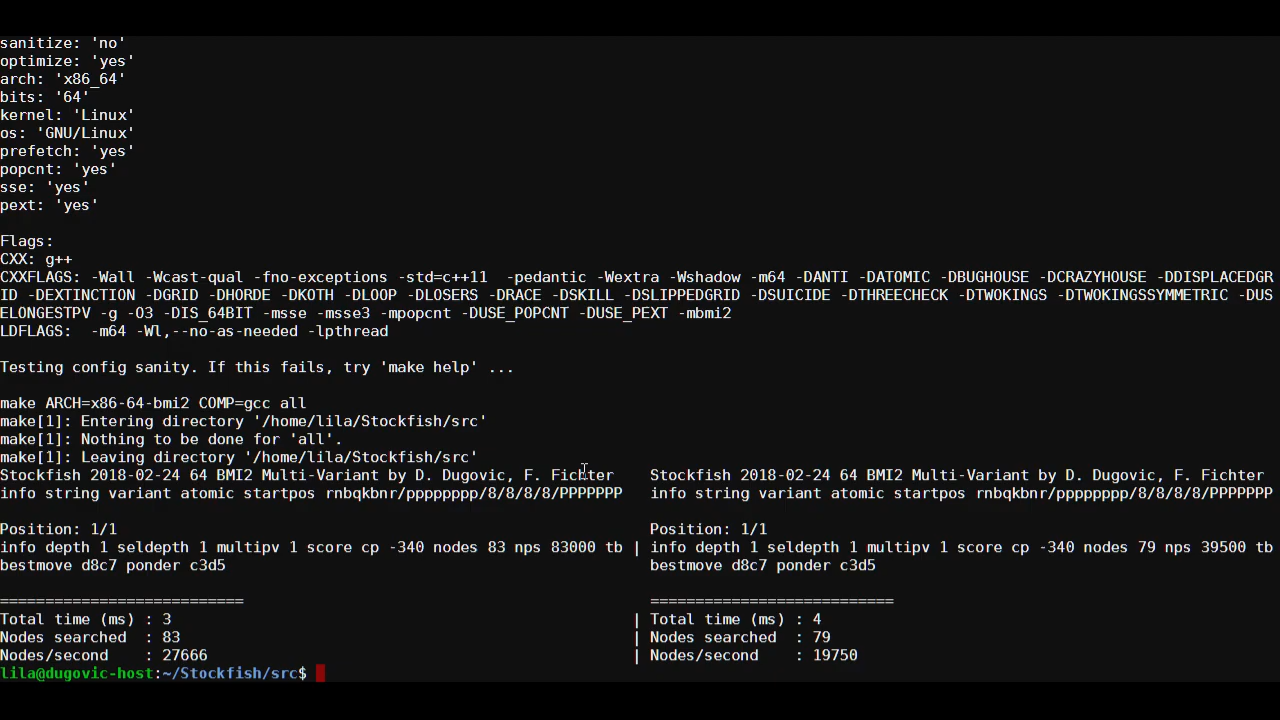 sanitize: 'no'
optimize: 'yes'
arch: 'x86_64'
bits: '64'
kernel: 'Linux'
os: 'GNU/Linux'
prefetch: 'yes'
popcnt: 'yes'
sse: 'yes'
pext: 'yes'
Flags:
CXX: g++
CXXFLAGS: -Wall -Wcast-qual -fno-exceptions -std=c++11  -pedantic -Wextra -Wshadow -m64 -DANTI -DATOMIC -DBUGHOUSE -DCRAZYHOUSE -DDISPLACEDGR
ID -DEXTINCTION -DGRID -DHORDE -DKOTH -DLOOP -DLOSERS -DRACE -DSKILL -DSLIPPEDGRID -DSUICIDE -DTHREECHECK -DTWOKINGS -DTWOKINGSSYMMETRIC -DUS
ELONGESTPV -g -O3 -DIS_64BIT -msse -msse3 -mpopcnt -DUSE_POPCNT -DUSE_PEXT -mbmi2
LDFLAGS:  -m64 -Wl,--no-as-needed -lpthread
Testing config sanity. If this fails, try 'make help' ...
make ARCH=x86-64-bmi2 COMP=gcc all
make[1]: Entering directory '/home/lila/Stockfish/src'
make[1]: Nothing to be done for 'all'.
make[1]: Leaving directory '/home/lila/Stockfish/src'
Stockfish 2018-02-24 64 BMI2 Multi-Variant by D. Dugovic, F. Fichter    Stockfish 2018-02-24 64 BMI2 Multi-Variant by D. Dugovic, F. Fichter
info string variant atomic startpos rnbqkbnr/pppppppp/8/8/8/8/PPPPPPP   info string variant atomic startpos rnbqkbnr/pppppppp/8/8/8/8/PPPPPPP
Position: 1/1    Position: 1/1
info depth 1 seldepth 1 multipv 1 score cp -340 nodes 83 nps 83000 tb | info depth 1 seldepth 1 multipv 1 score cp -340 nodes 79 nps 39500 tb
bestmove d8c7 ponder c3d5    bestmove d8c7 ponder c3d5
===========================    ===========================
Total time (ms) : 3    | Total time (ms) : 4
Nodes searched  : 83    | Nodes searched  : 79
Nodes/second    : 27666    | Nodes/second    : 19750
lila@dugovic-host:~/Stockfish/src$